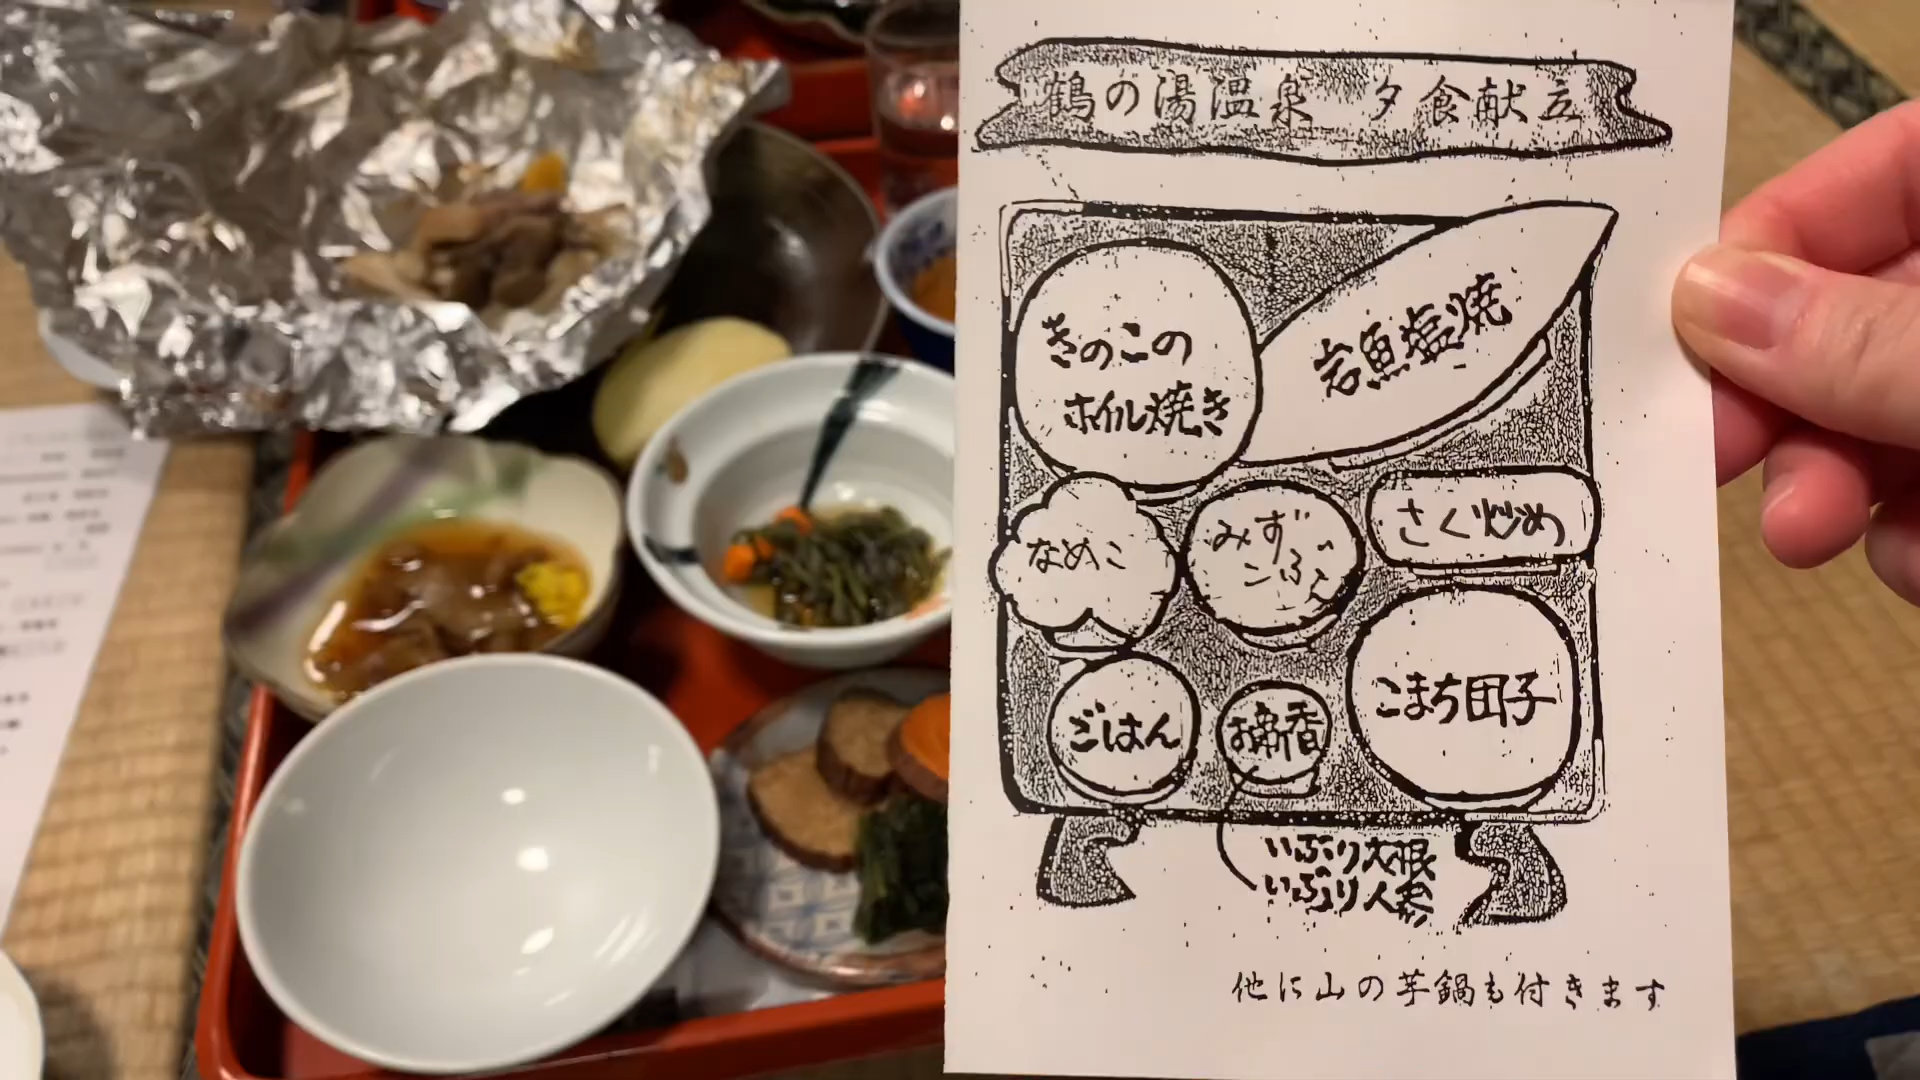 鶴の湯温泉 夕食献立
きのこの
ホイル焼き
岩魚塩焼
なめこ
みず
こぶこ
さく炒め
ごはん
お新香
こまち団子
いぶり大根
いぶり人参
他に山の芋鍋も付きます